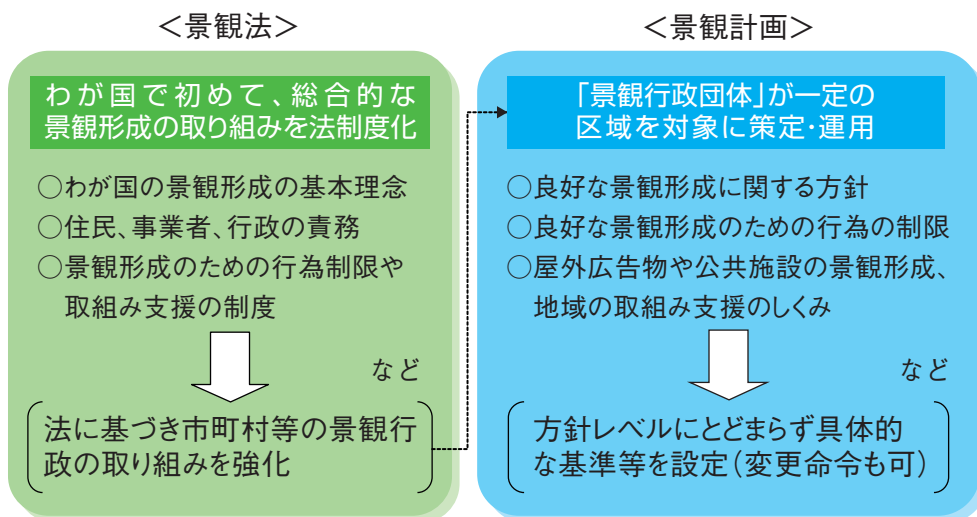 ＜景観法＞
わが国で初めて、総合的な
景観形成の取り組みを法制度化
○わが国の景観形成の基本理念
○住民、事業者、行政の責務
○景観形成のための行為制限や
取組み支援の制度
など
法に基づき市町村等の景観行
政の取り組みを強化
＜景観計画＞
「景観行政団体」が一定の
区域を対象に策定・運用
○良好な景観形成に関する方針
○良好な景観形成のための行為の制限
○屋外広告物や公共施設の景観形成、
地域の取組み支援のしくみ
など
方針レベルにとどまらず具体的
な基準等を設定（変更命令も可）